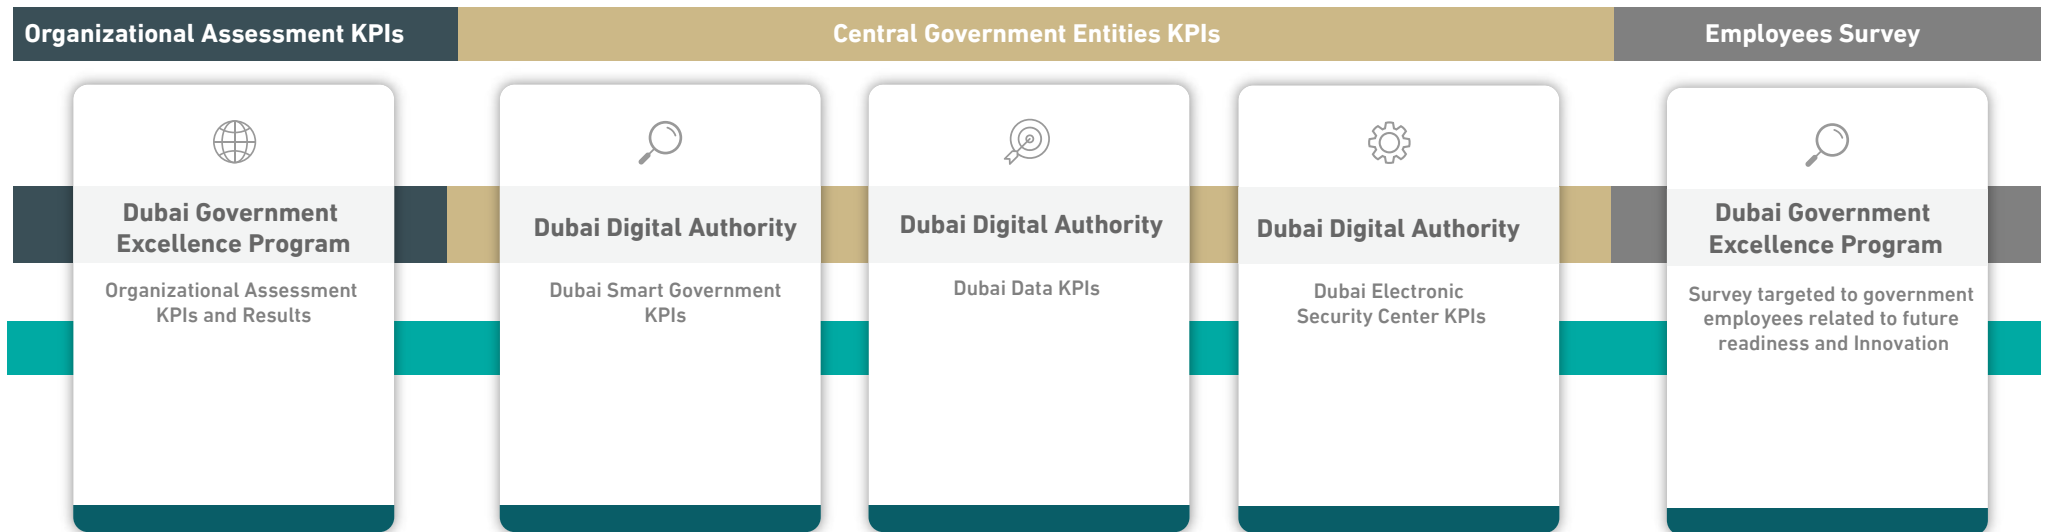 Organizational Assessment KPIs
Central Government Entities KPIs
Employees Survey
Dubai Government
Excellence Program
Organizational Assessment
KPIs and Results
Dubai Digital Authority
Dubai Smart Government
KPIs
Dubai Digital Authority
Dubai Data KPIs
Dubai Digital Authority
Dubai Electronic
Security Center KPIs
Dubai Government
Excellence Program
Survey targeted to government
employees related to future
readiness and Innovation